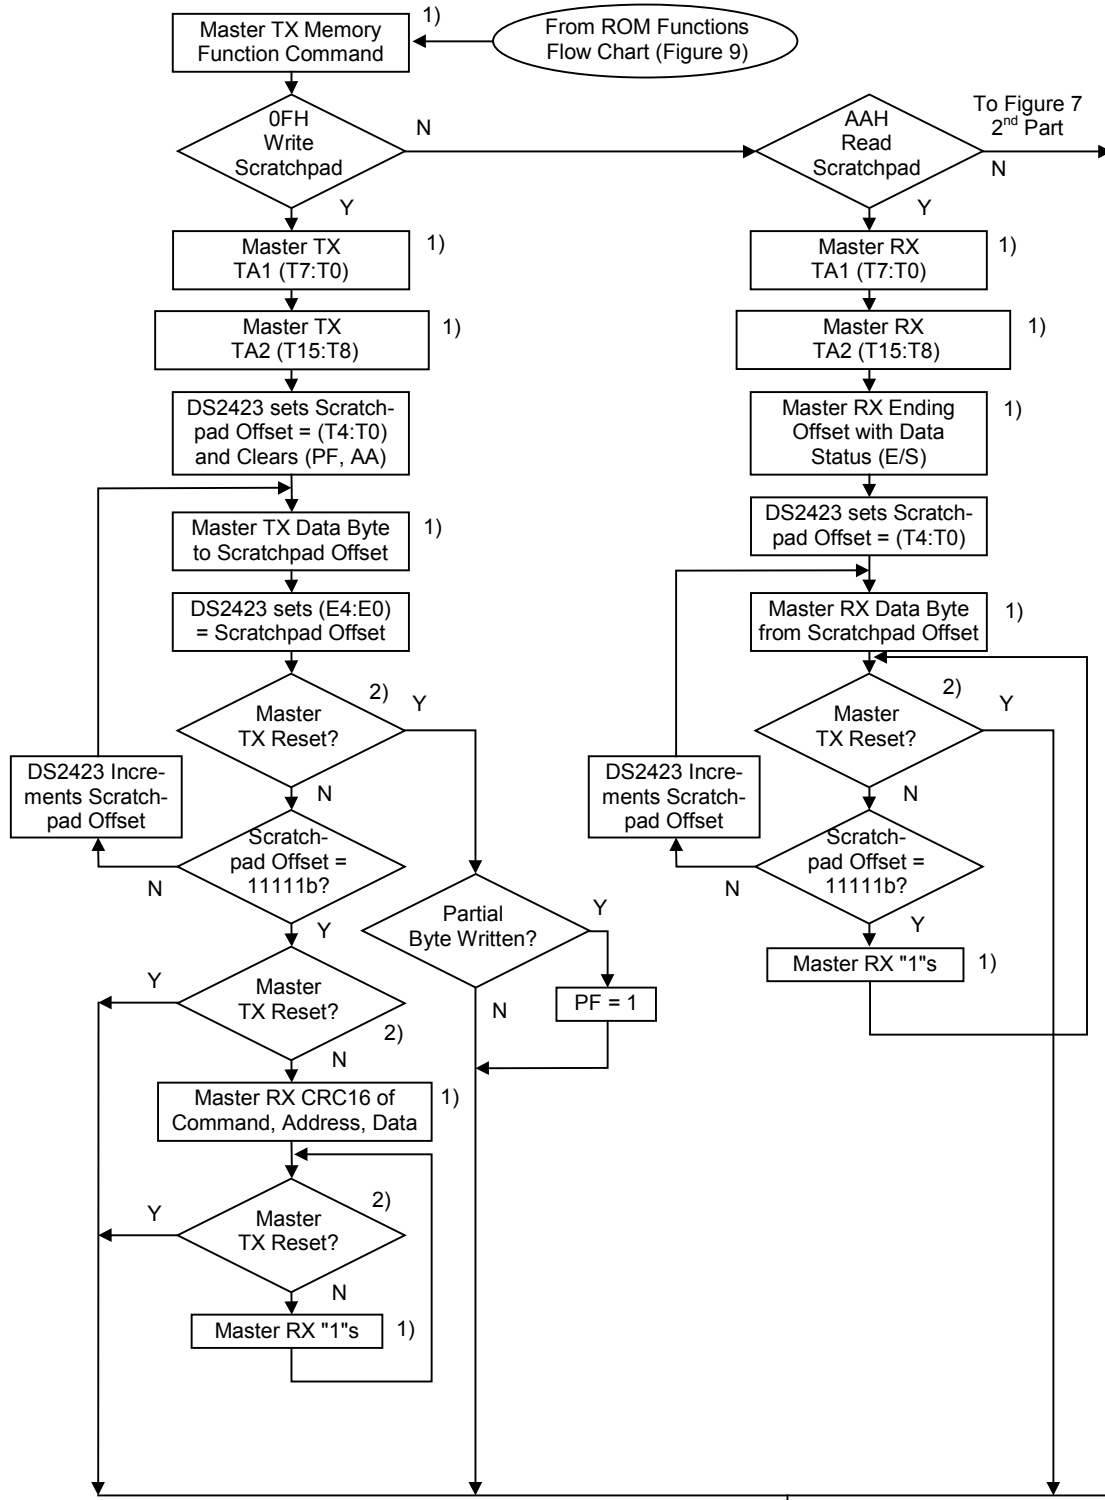 Master TX Memory
Function Command
1)
From ROM Functions
Flow Chart (Figure 9)
0FH
Write
Scratchpad
N
Y
AAH
Read
Scratchpad
N
Y
To Figure 7
2nd Part
Master TX
TA1 (T7:T0)
1)
Master TX
TA2 (T15:T8)
1)
DS2423 sets Scratch-
pad Offset = (T4:T0)
and Clears (PF, AA)
Master TX Data Byte
to Scratchpad Offset
1)
DS2423 sets (E4:E0)
= Scratchpad Offset
Master
TX Reset?
2)
Y
N
DS2423 Incre-
ments Scratch-
pad Offset
Scratch-
pad Offset =
11111b?
N
Y
Partial
Byte Written?
Y
N
PF = 1
Master
TX Reset?
Y
2)
N
Master RX CRC16 of
Command, Address, Data
1)
Master
TX Reset?
2)
Y
N
Master RX "1"s
1)
Master RX
TA1 (T7:T0)
1)
Master RX
TA2 (T15:T8)
1)
Master RX Ending
Offset with Data
Status (E/S)
1)
DS2423 sets Scratch-
pad Offset = (T4:T0)
Master RX Data Byte
from Scratchpad Offset
1)
Master
TX Reset?
2)
Y
N
DS2423 Incre-
ments Scratch-
pad Offset
Scratch-
pad Offset =
11111b?
N
Y
Master RX "1"s
1)